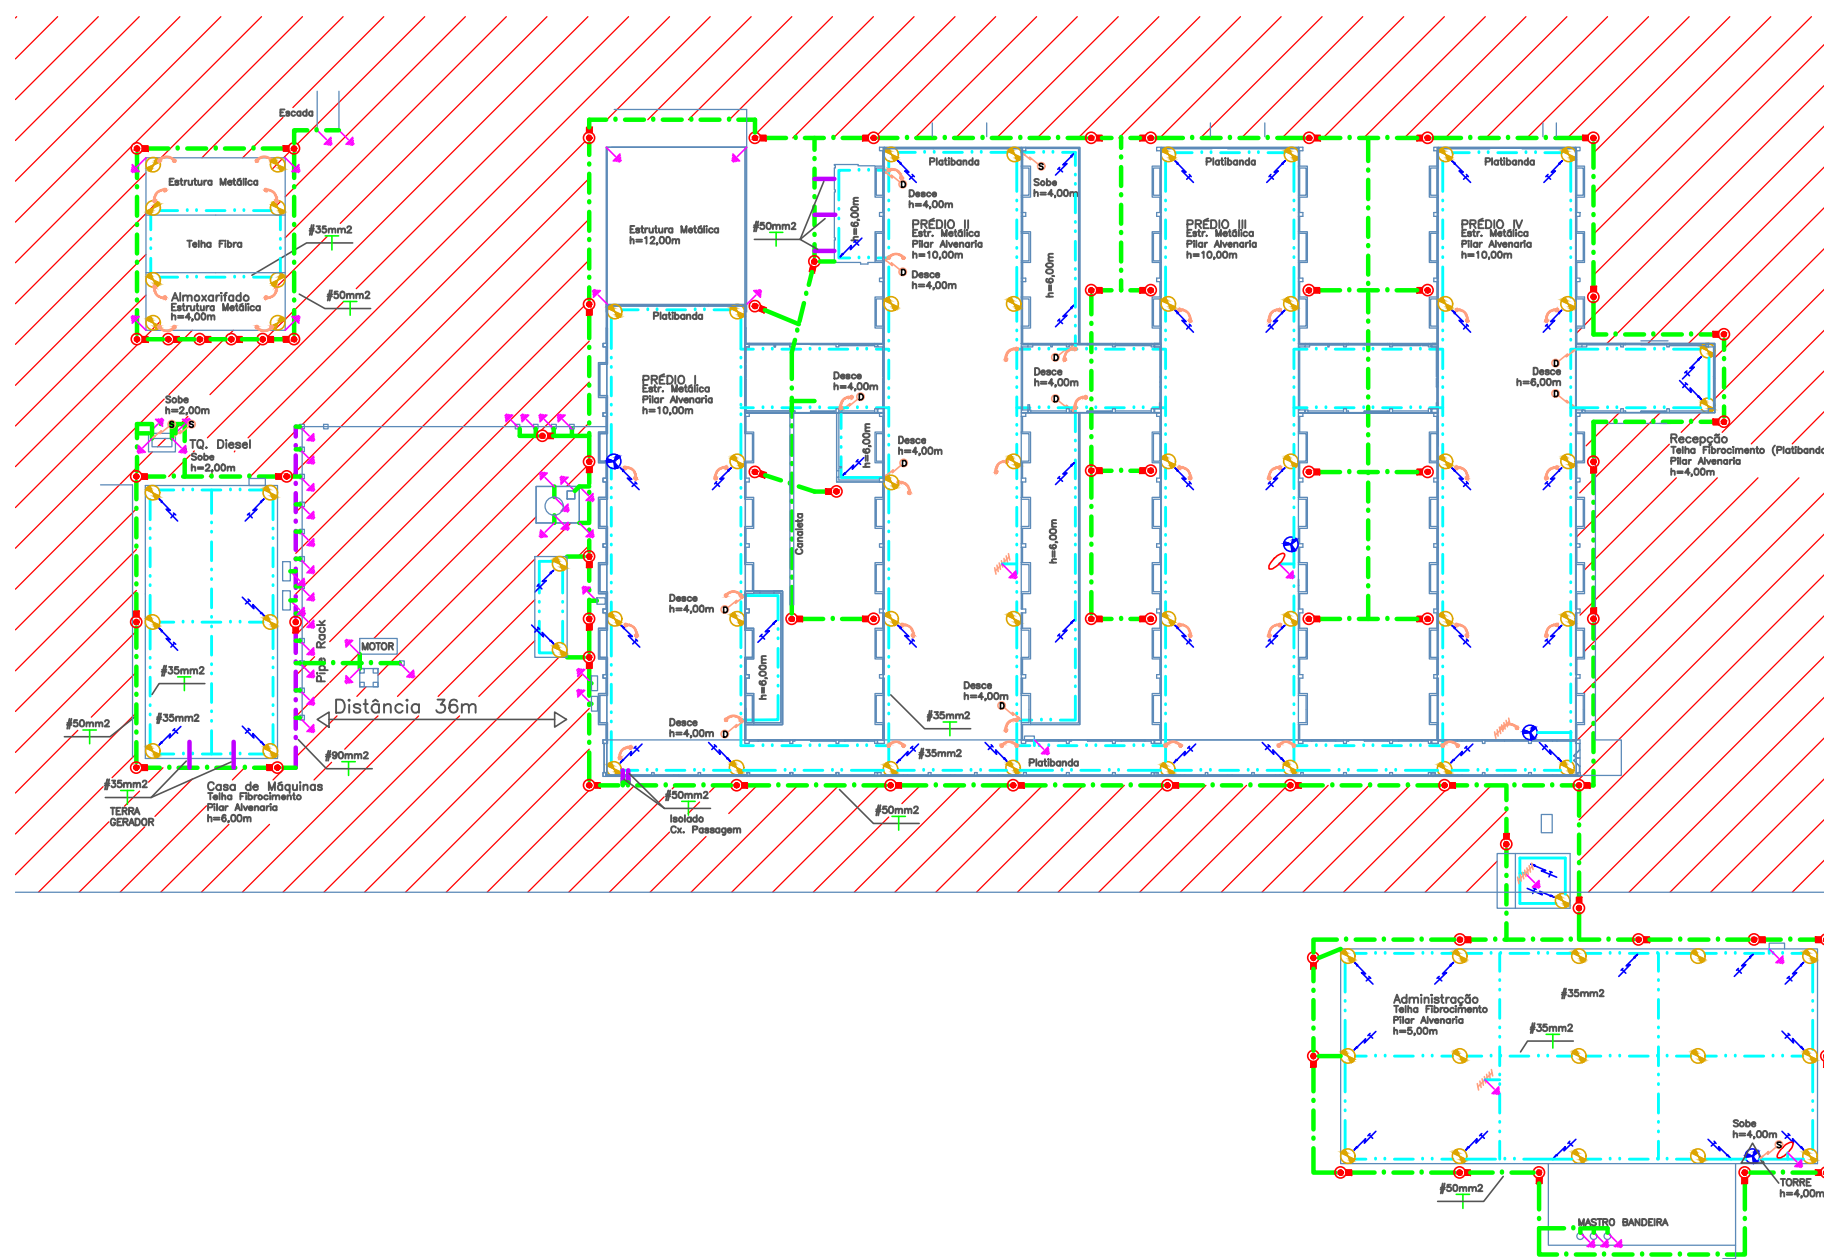 Escada
Estrutura Metálica
Telha Fibra
#35mm2
Almoxarifado
Estrutura Metálica
h=4,00m
#50mm2
Sobe
h=2,00m
S
S
TQ. Diesel
Sobe
h=2,00m
Pipe Rack
MOTOR
#35mm2
#50mm2
#35mm2
Distância 36m
#90mm2
#35mm2
TERRA
GERADOR
Casa de Máquinas
Telha Fibrocimento
Pilar Alvenaria
h=6,00m
Estrutura Metálica
h=12,00m
#50mm2
h=6,00m
D
Desce
h=4,00m
D
Desce
h=4,00m
Platibanda
PRÉDIO II
Estr. Metálica
Pilar Alvenaria
h=10,00m
S
Sobe
h=4,00m
h=6,00m
Platibanda
PRÉDIO III
Estr. Metálica
Pilar Alvenaria
h=10,00m
Platibanda
PRÉDIO IV
Estr. Metálica
Pilar Alvenaria
h=10,00m
Platibanda
PRÉDIO I
Estr. Metálica
Pilar Alvenaria
h=10,00m
Desce
h=4,00m
D
D
Desce
h=4,00m
D
D
Desce
h=6,00m
D
Recepção
Telha Fibrocimento (Platibanda
Pilar Alvenaria
h=4,00m
h=6,00m
Desce
h=4,00m
D
Canaleta
h=6,00m
Desce
h=4,00m
D
h=6,00m
Desce
h=4,00m
D
Desce
h=4,00m
D
#35mm2
#35mm2
Platibanda
#50mm2
Isolado
Cx. Passagem
#50mm2
Administração
Telha Fibrocimento
Pilar Alvenaria
h=5,00m
#35mm2
#35mm2
Sobe
h=4,00m
S
TORRE
h=4,00m
#50mm2
MASTRO BANDEIRA